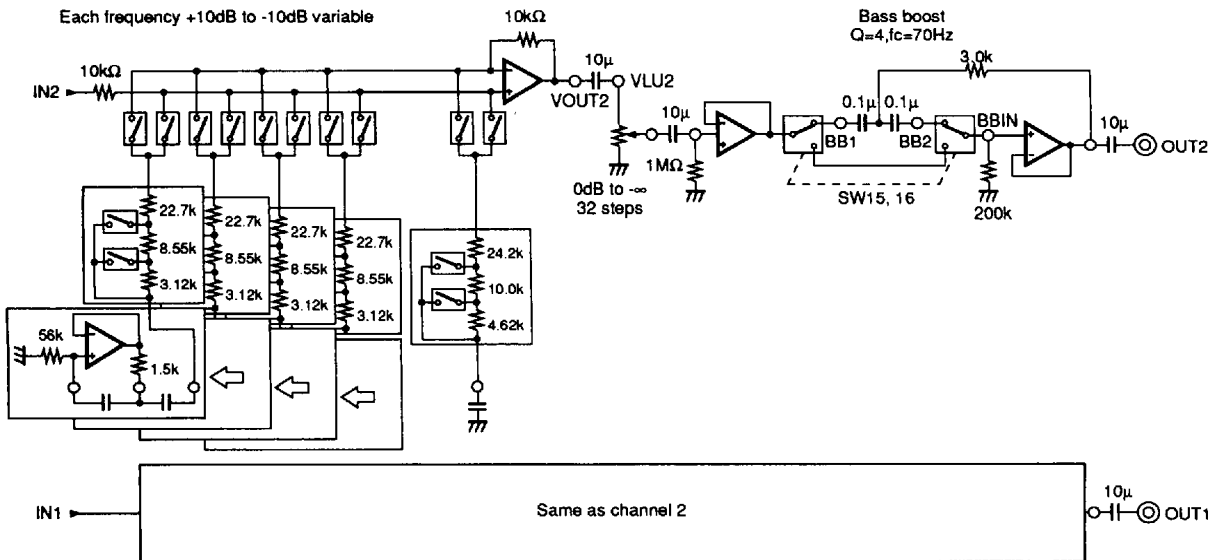 Each frequency +10dB to -10dB variable
10kΩ
10kΩ
IN2
10μ
VLU2
VOUT2
Bass boost
Q=4,fc=70Hz
3.0k
10μ
0.1μ
0.1μ
BBIN
BB1
BB2
10μ
OUT2
1MΩ
0dB to -∞
32 steps
SW15, 16
200k
22.7k
22.7k
22.7k
22.7k
8.55k
8.55k
8.55k
8.55k
3.12k
3.12k
3.12k
3.12k
24.2k
10.0k
4.62k
56k
1.5k
IN1
Same as channel 2
10μ
OUT1